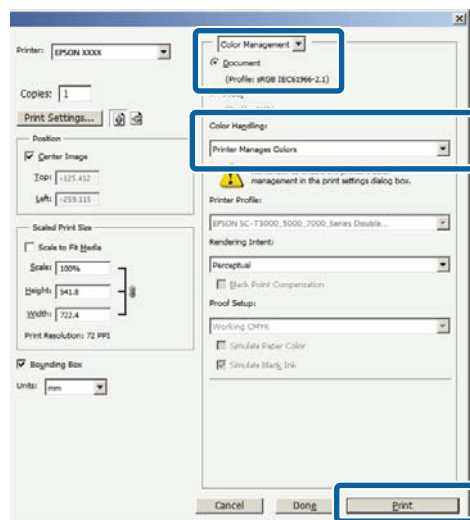 Printer: EPSON XXXX
Copies: 1
Print Settings...
Position
Center Image
Top: -125.412
Left: -259.115
Scaled Print Size
Scale to Fit Media
Scale: 100%
Height: 541.8
Width: 722.4
Print Resolution: 72 PPI
Bounding Box
Units: mm
Color Management
Document
(Profile: sRGB IEC61966-2.1)
Color Handling:
Printer Manages Colors
management in the print settings dialog box.
Printer Profile:
EPSON SC-T3000_5000_7000_Series Double...
Rendering Intent:
Perceptual
Black Point Compensation
Proof Setup:
Working CMYK
Simulate Paper Color
Simulate Black Ink
Cancel
Done
Print